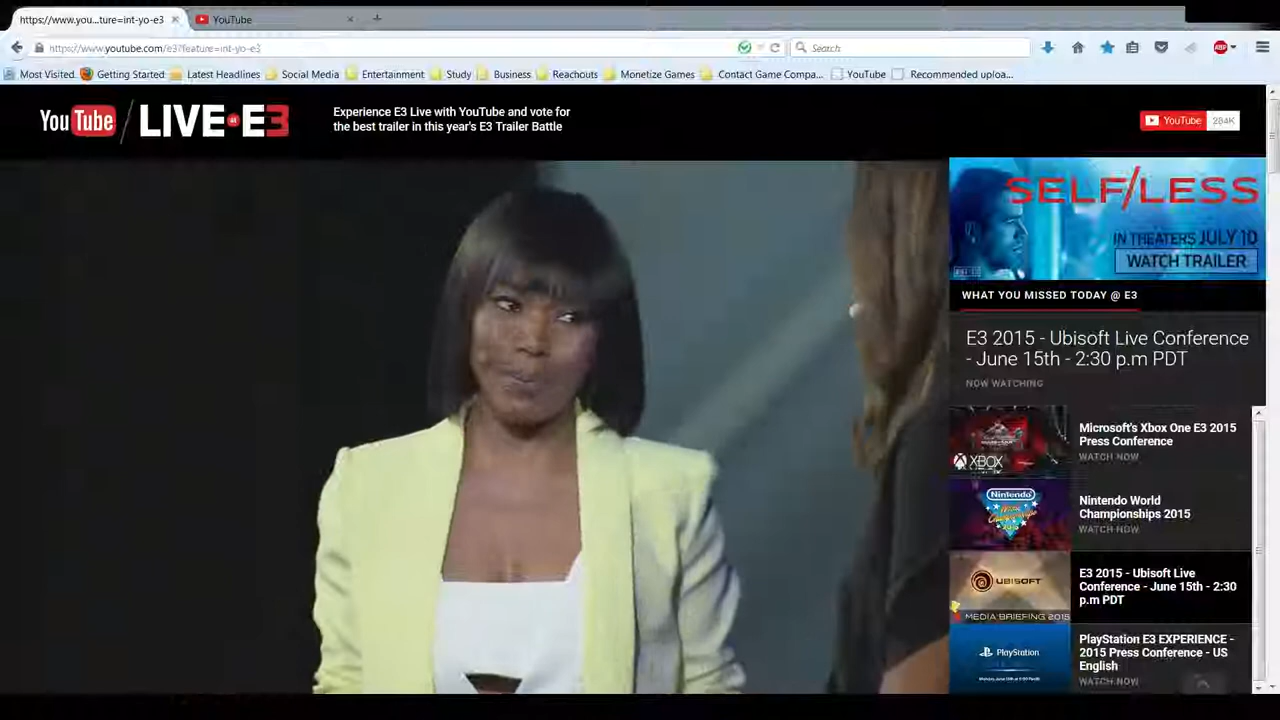 https://www.you...ture=int-yo-e3
YouTube
https://www.youtube.com/e3?feature=int-yo-e3
Search
ABP
Most Visited
Getting Started
Latest Headlines
Social Media
Entertainment
Study
Business
Reachouts
Monetize Games
Contact Game Compa...
YouTube
Recommended uploa...
YouTube / LIVE at E3
Experience E3 Live with YouTube and vote for
the best trailer in this year's E3 Trailer Battle
YouTube 284K
SELF/LESS
IN THEATERS JULY 10
WATCH TRAILER
WHAT YOU MISSED TODAY @ E3
E3 2015 - Ubisoft Live Conference
- June 15th - 2:30 p.m PDT
NOW WATCHING
XBOX
Microsoft's Xbox One E3 2015
Press Conference
WATCH NOW
Nintendo
World
Championships
2015
Nintendo World
Championships 2015
WATCH NOW
UBISOFT
MEDIA BRIEFING 2015
E3 2015 - Ubisoft Live
Conference - June 15th - 2:30
p.m PDT
PlayStation
PlayStation E3 EXPERIENCE -
2015 Press Conference - US
English
WATCH NOW